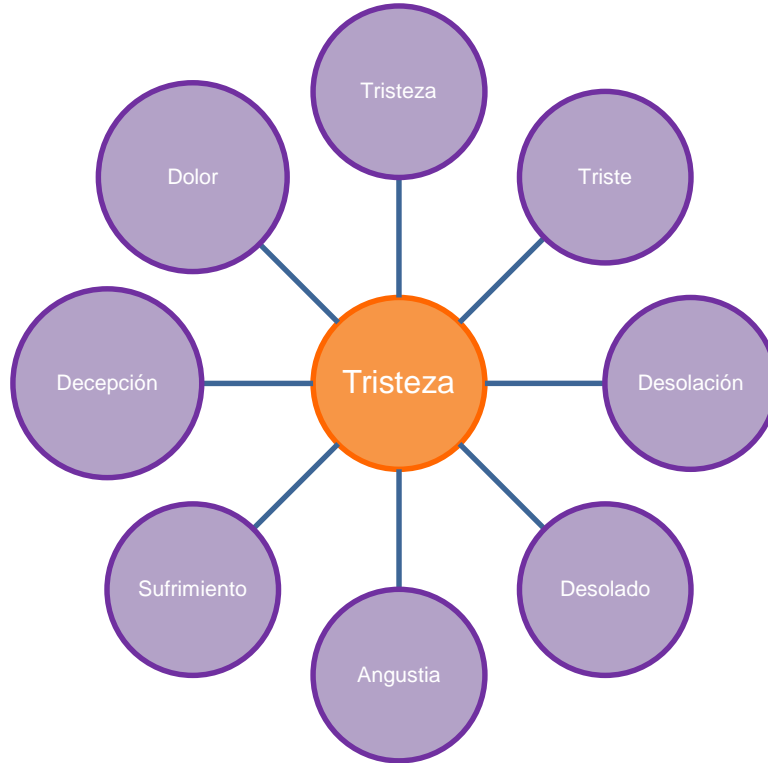 Tristeza
Dolor
Triste
Decepción
Tristeza
Desolación
Sufrimiento
Desolado
Angustia